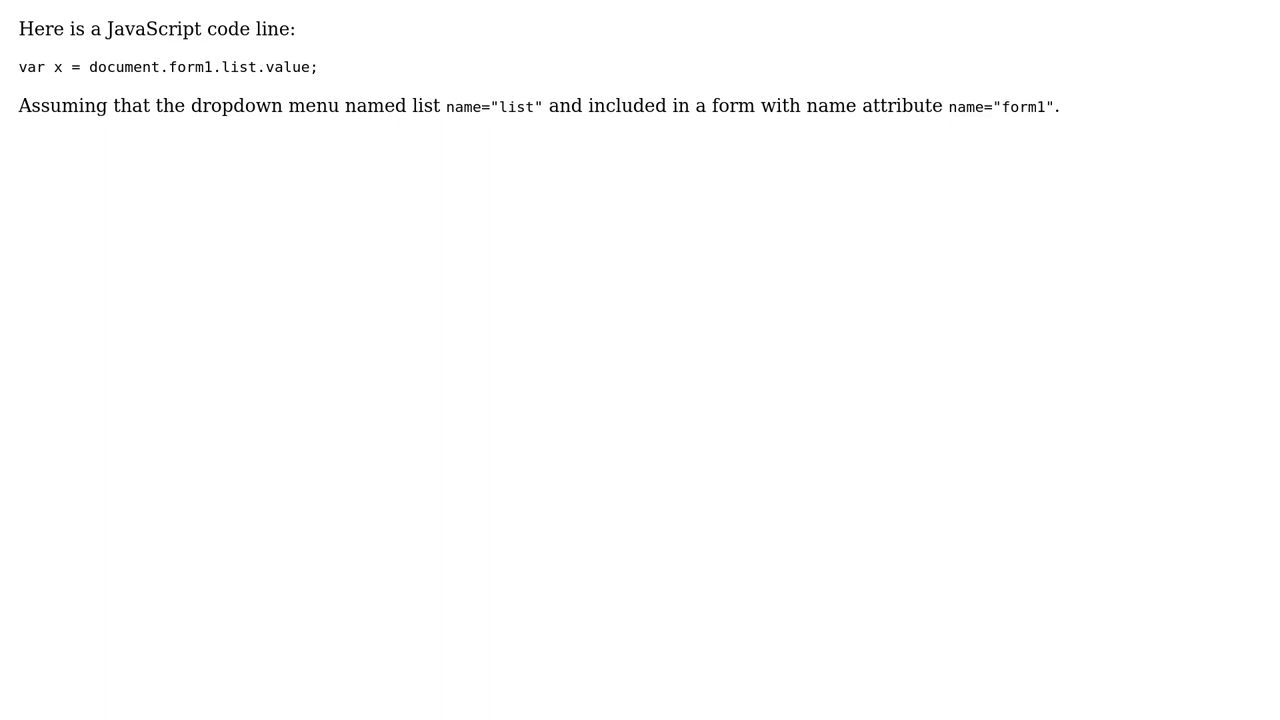 Here is a JavaScript code line:
var x = document.form1.list.value;
Assuming that the dropdown menu named list name="list" and included in a form with name attribute name="form1".